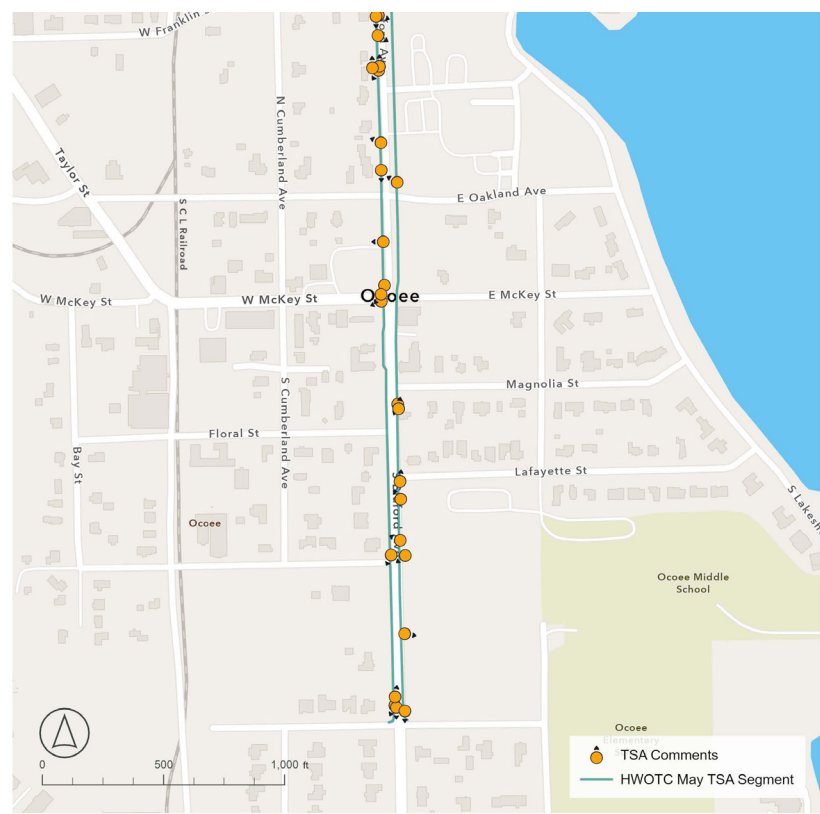 W Franklin
N Cumberland Ave
Taylor St
S C L Railroad
E Oakland Ave
W McKey St
W McKey St
Ocoee
E McKey St
Magnolia St
S Cumberland Ave
Floral St
Bay St
Lafayette St
S Lakesh
Ocoee
Ocoee Middle
School
Ocoee
Elementary
0
500
1,000 ft
TSA Comments
HWOTC May TSA Segment